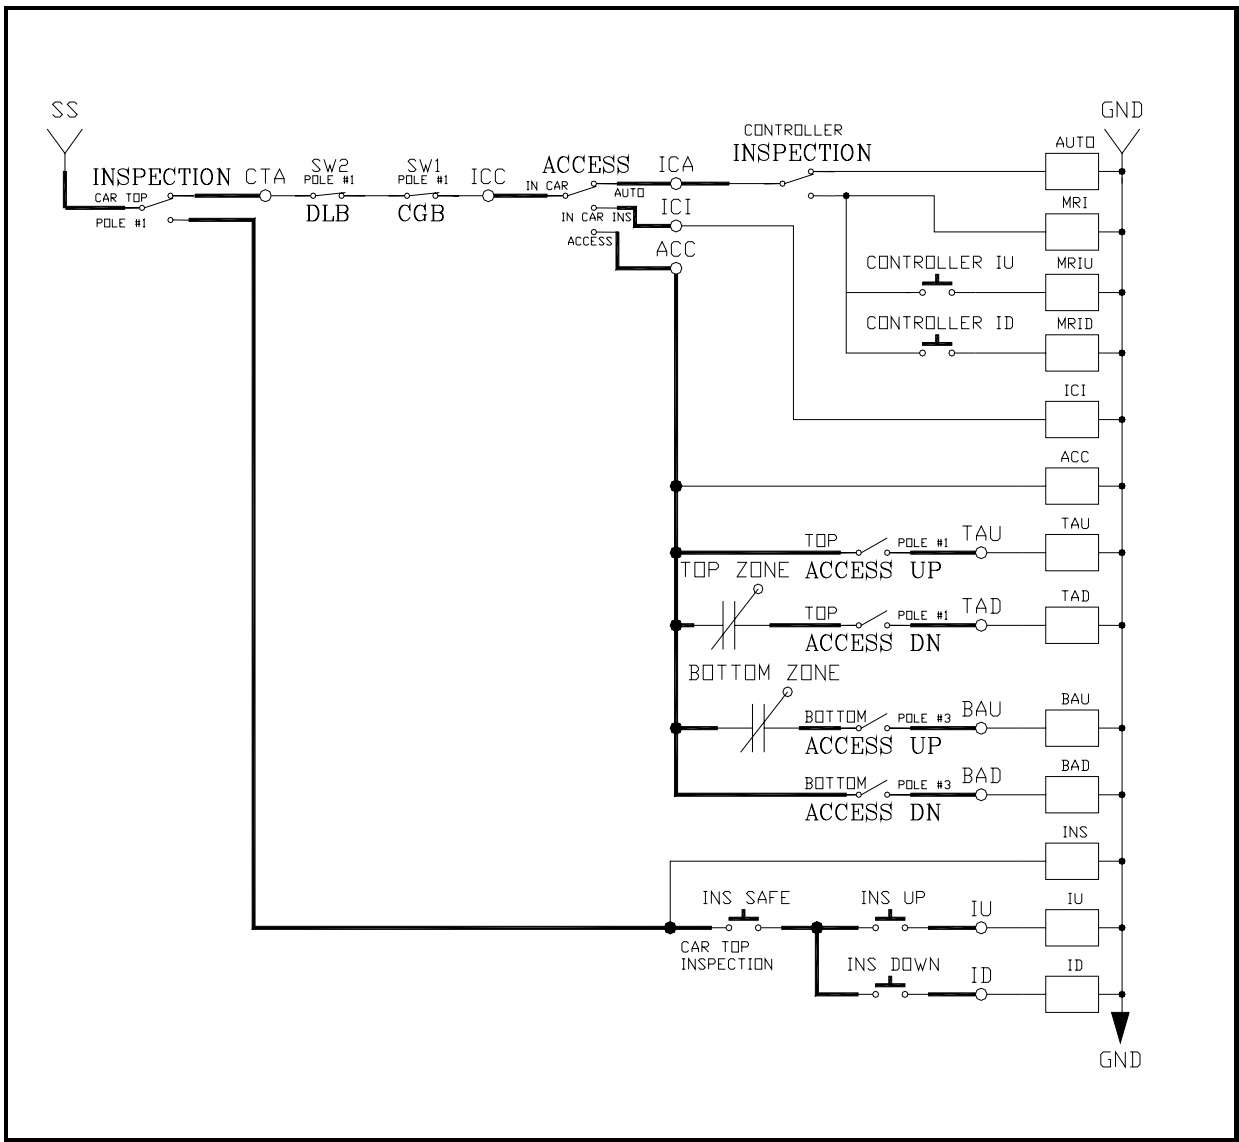 SS
GND
CONTROLLER
INSPECTION
AUTO
INSPECTION
CAR TOP
POLE #1
CTA
SW2
POLE #1
DLB
SW1
POLE #1
CGB
ICC
ACCESS
IN CAR
AUTO
ICA
IN CAR INS
ICI
ACCESS
ACC
MRI
CONTROLLER IU
MRIU
CONTROLLER ID
MRID
ICI
ACC
TOP
POLE #1
TAU
TAU
ACCESS UP
TOP ZONE
TOP
POLE #1
TAD
TAD
ACCESS DN
BOTTOM ZONE
BOTTOM
POLE #3
BAU
BAU
ACCESS UP
BOTTOM
POLE #3
BAD
BAD
ACCESS DN
INS
INS SAFE
INS UP
IU
IU
CAR TOP
INSPECTION
INS DOWN
ID
ID
GND